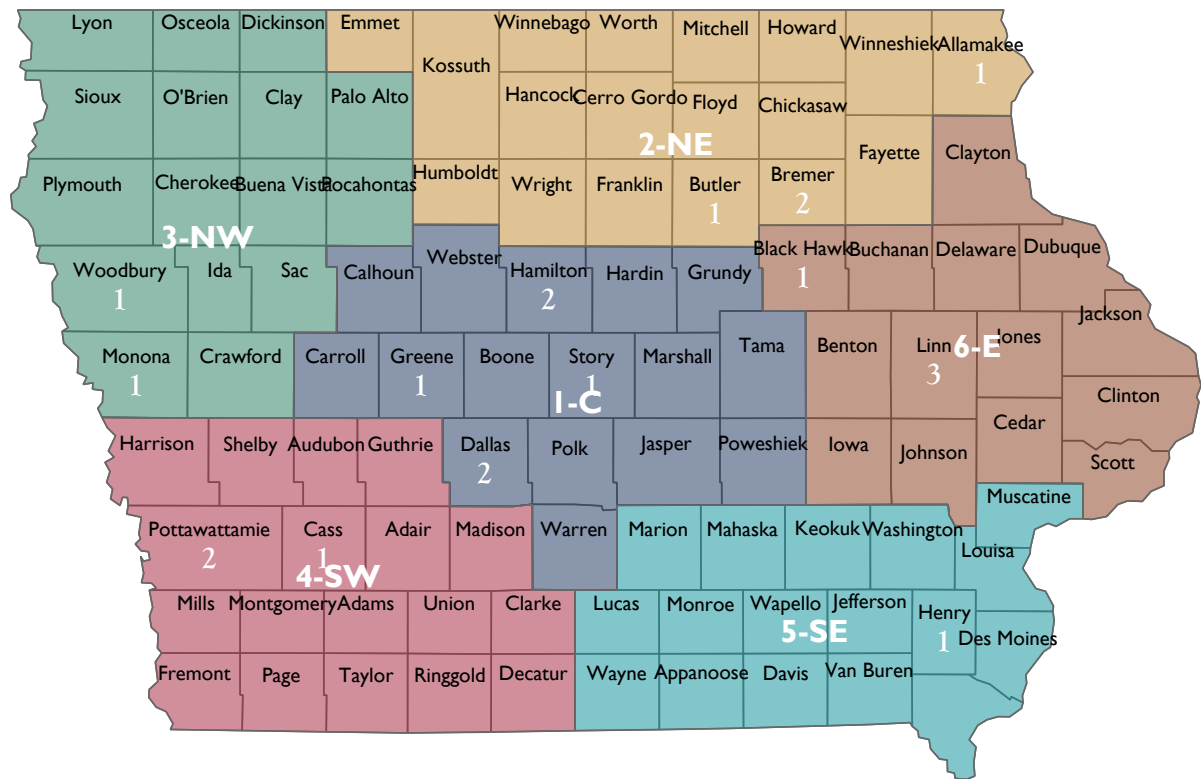 Lyon Osceola Dickinson Emmet Winnebago Worth Mitchell Howard Winneshiek Allamakee
1
Kossuth
Sioux O'Brien Clay Palo Alto Hancock Cerro Gordo Floyd Chickasaw
2-NE
Fayette Clayton
Plymouth Cherokee Buena Vista Pocahontas Humboldt Wright Franklin Butler Bremer
1 2
3-NW
Woodbury Ida Sac Calhoun Webster Hamilton Hardin Grundy Black Hawk Buchanan Delaware Dubuque
1 2 1
Jackson
Monona Crawford Carroll Greene Boone Story Marshall Tama Benton Linn 6-E Jones
1 1 1 3
1-C
Clinton
Harrison Shelby Audubon Guthrie Dallas Polk Jasper Poweshiek Iowa Johnson Cedar
2
Scott
Muscatine
Pottawattamie Cass Adair Madison Warren Marion Mahaska Keokuk Washington
2 1
Louisa
4-SW
Mills Montgomery Adams Union Clarke Lucas Monroe Wapello Jefferson Henry
5-SE 1 Des Moines
Fremont Page Taylor Ringgold Decatur Wayne Appanoose Davis Van Buren